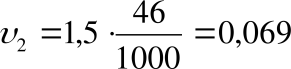 υ₂ = 1,5 · 46/1000 = 0,069